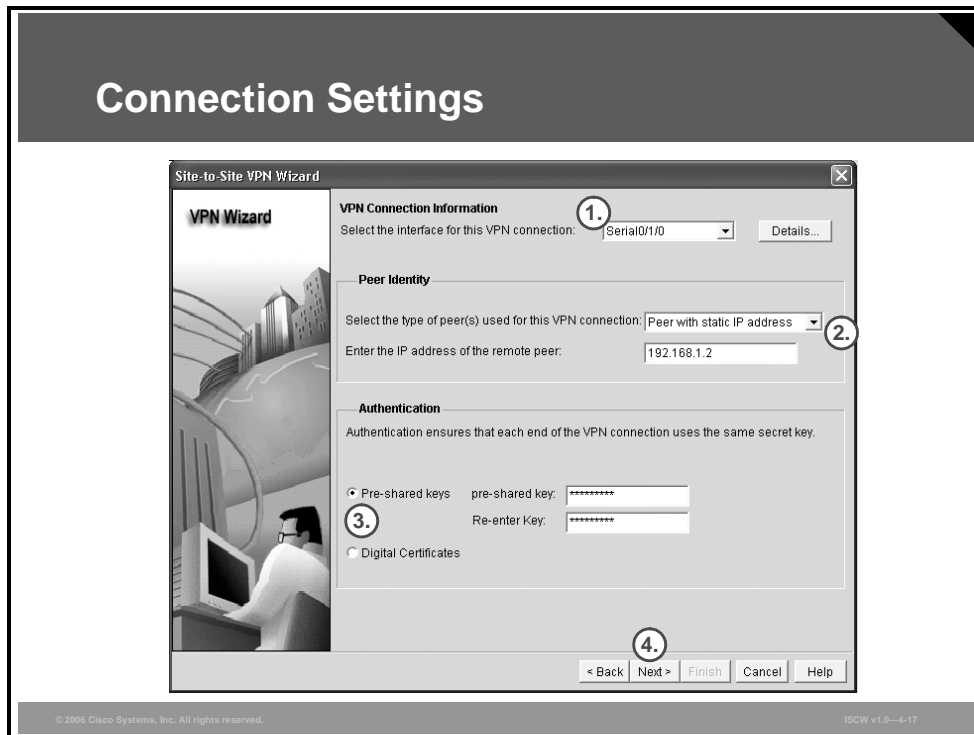 Connection Settings
Site-to-Site VPN Wizard
VPN Wizard
VPN Connection Information
1.
Select the interface for this VPN connection: Serial0/1/0 Details...
Peer Identity
Select the type of peer(s) used for this VPN connection: Peer with static IP address
2.
Enter the IP address of the remote peer: 192.168.1.2
Authentication
Authentication ensures that each end of the VPN connection uses the same secret key.
Pre-shared keys pre-shared key: *********
3.
Re-enter Key: *********
Digital Certificates
4.
< Back Next > Finish Cancel Help
© 2006 Cisco Systems, Inc. All rights reserved. ISCW v1.0—4-17